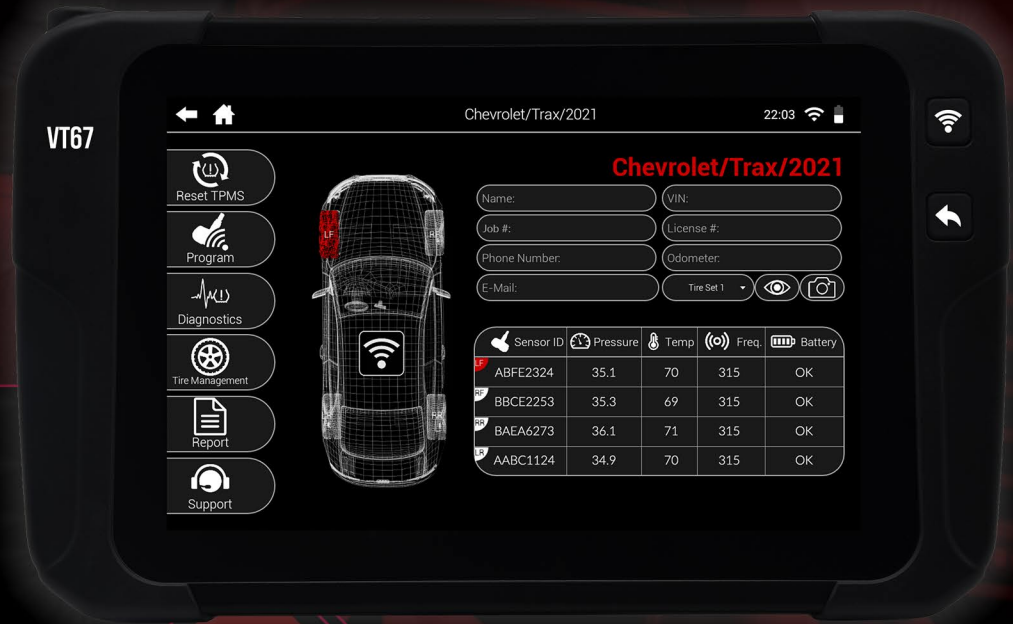 VT67
Chevrolet/Trax/2021
22:03
Reset TPMS
Program
Diagnostics
Tire Management
Report
Support
LF
RF
RR
Chevrolet/Trax/2021
Name:
VIN:
Job #:
License #:
Phone Number:
Odometer:
E-Mail:
Tire Set 1
Sensor ID Pressure Temp Freq. Battery
LF ABFE2324 35.1 70 315 OK
RF BBCE2253 35.3 69 315 OK
RR BAEA6273 36.1 71 315 OK
LR AABC1124 34.9 70 315 OK